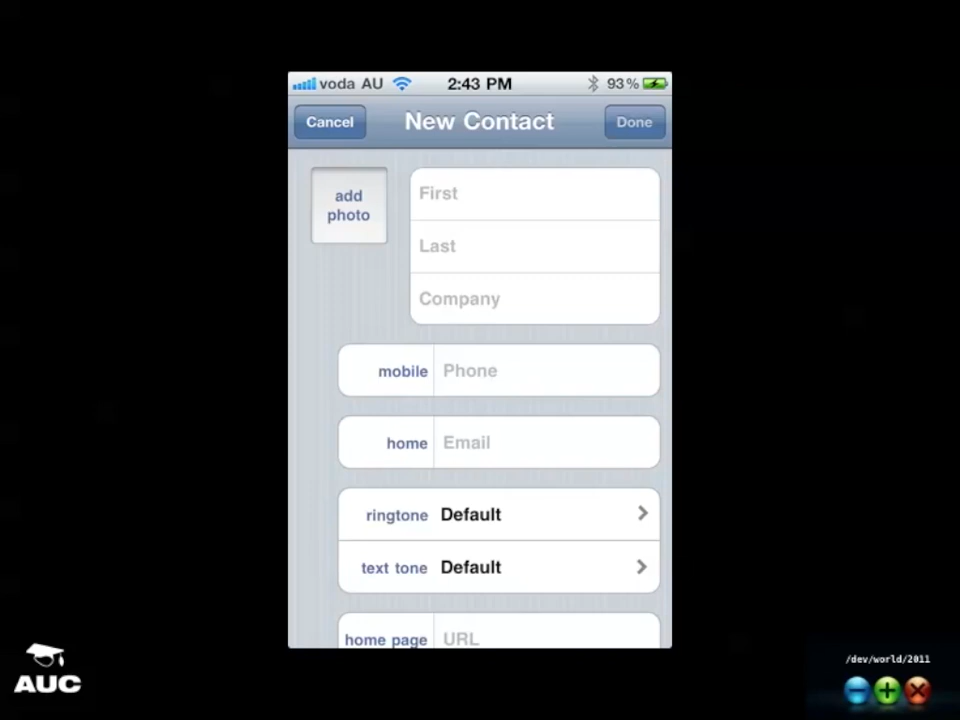 voda AU 2:43 PM 93%
Cancel New Contact Done
add
photo
First
Last
Company
mobile Phone
home Email
ringtone Default
text tone Default
home page URL
AUC
/dev/world/2011